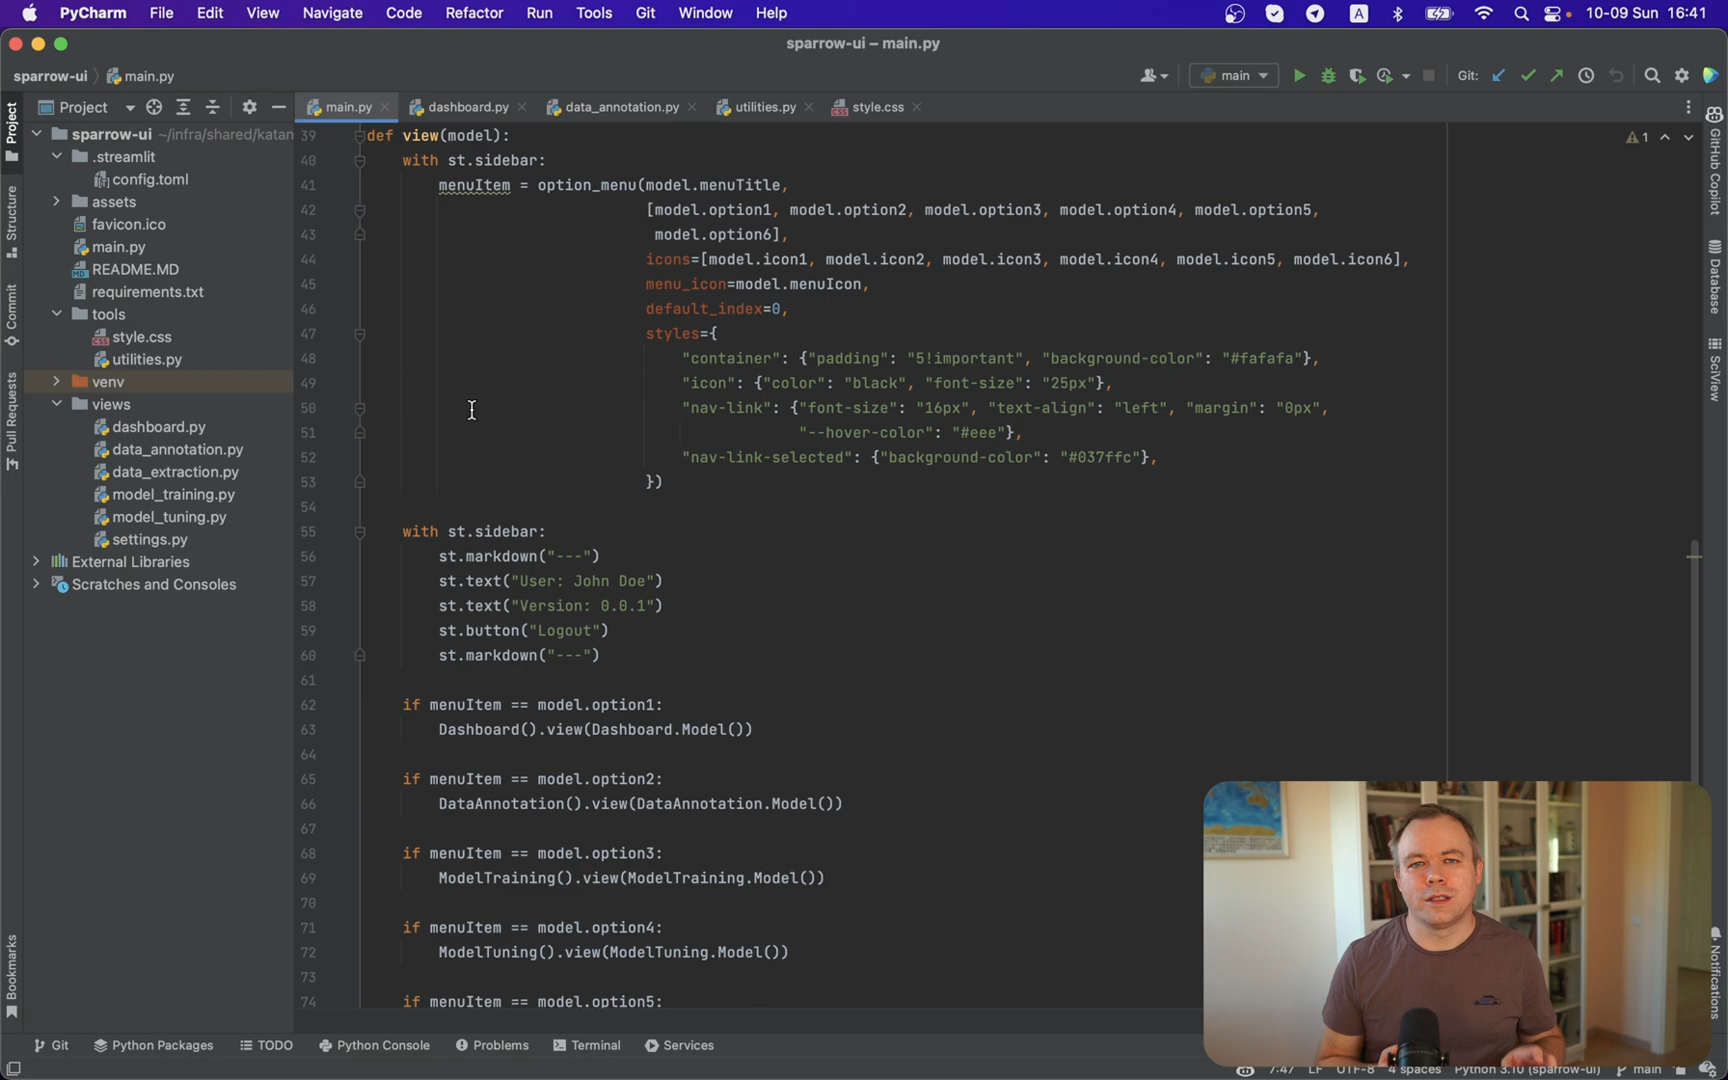 PyCharm File Edit View Navigate Code Refactor Run Tools Git Window Help A 10-09 Sun 16:41
sparrow-ui – main.py
sparrow-ui main.py main Git:
Project main.py dashboard.py data_annotation.py utilities.py style.css
Project
Structure
Commit
Pull Requests
Bookmarks
sparrow-ui ~/infra/shared/katan
.streamlit
config.toml
assets
favicon.ico
main.py
README.MD
requirements.txt
tools
style.css
utilities.py
venv
views
dashboard.py
data_annotation.py
data_extraction.py
model_training.py
model_tuning.py
settings.py
External Libraries
Scratches and Consoles
39 def view(model):
40 with st.sidebar:
41 menuItem = option_menu(model.menuTitle,
42 [model.option1, model.option2, model.option3, model.option4, model.option5,
43 model.option6],
44 icons=[model.icon1, model.icon2, model.icon3, model.icon4, model.icon5, model.icon6],
45 menu_icon=model.menuIcon,
46 default_index=0,
47 styles={
48 "container": {"padding": "5!important", "background-color": "#fafafa"},
49 "icon": {"color": "black", "font-size": "25px"},
50 "nav-link": {"font-size": "16px", "text-align": "left", "margin": "0px",
51 "--hover-color": "#eee"},
52 "nav-link-selected": {"background-color": "#037ffc"},
53 })
54
55 with st.sidebar:
56 st.markdown("---")
57 st.text("User: John Doe")
58 st.text("Version: 0.0.1")
59 st.button("Logout")
60 st.markdown("---")
61
62 if menuItem == model.option1:
63 Dashboard().view(Dashboard.Model())
64
65 if menuItem == model.option2:
66 DataAnnotation().view(DataAnnotation.Model())
67
68 if menuItem == model.option3:
69 ModelTraining().view(ModelTraining.Model())
70
71 if menuItem == model.option4:
72 ModelTuning().view(ModelTuning.Model())
73
74 if menuItem == model.option5:
1
GitHub Copilot
Database
SciView
Notifications
Git Python Packages TODO Python Console Problems Terminal Services
7:47 LF UTF-8 4 spaces Python 3.10 (sparrow-ui) main